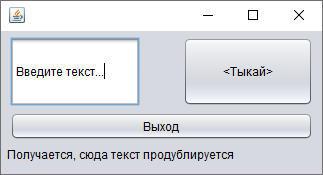 Введите текст...
<Тыкай>
Выход
Получается, сюда текст продублируется